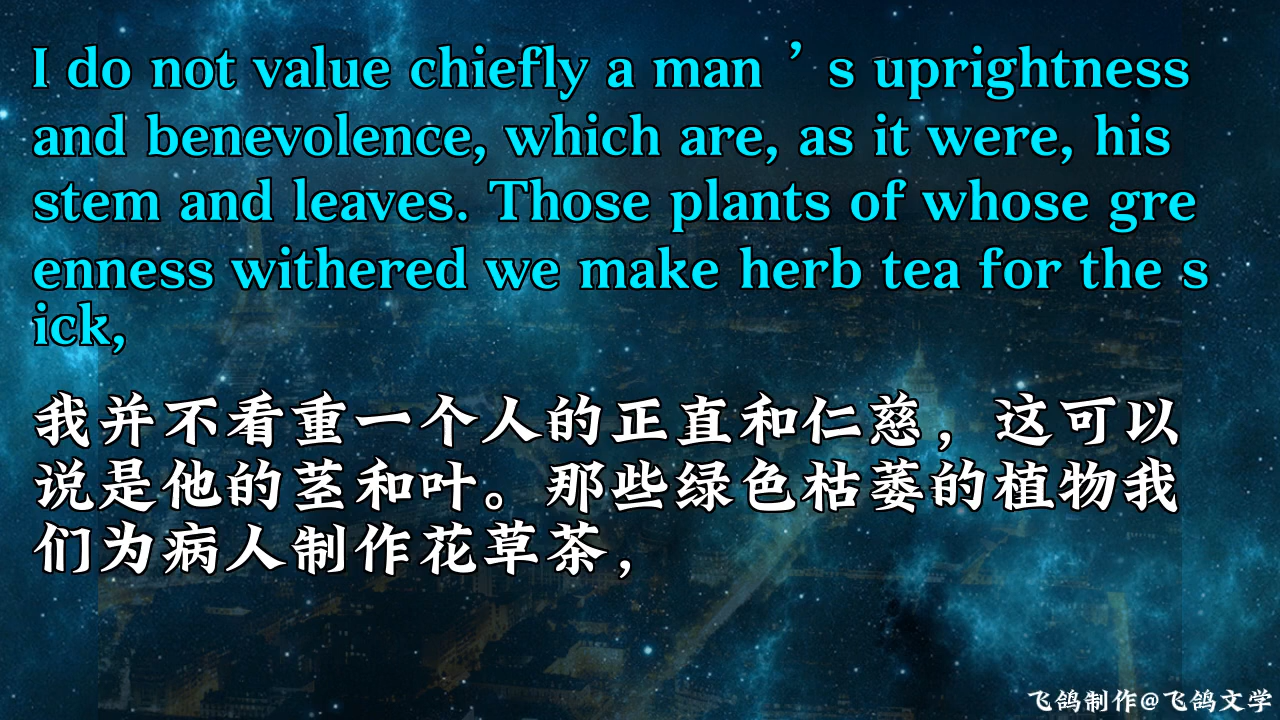 I do not value chiefly a man ’ s uprightness
and benevolence, which are, as it were, his
stem and leaves. Those plants of whose gre
enness withered we make herb tea for the s
ick,
我并不看重一个人的正直和仁慈，这可以
说是他的茎和叶。那些绿色枯萎的植物我
们为病人制作花草茶，
飞鸽制作@飞鸽文学